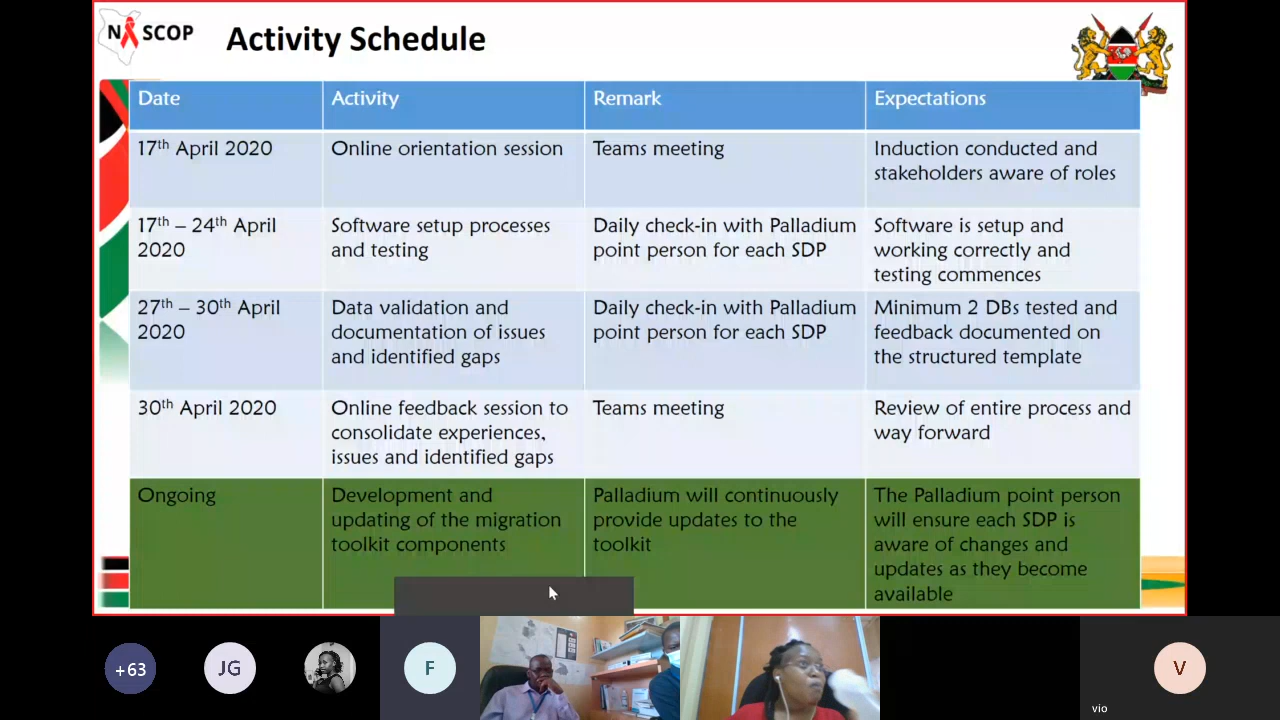 NASCOP
Activity Schedule
Date
Activity
Remark
Expectations
17th April 2020
Online orientation session
Teams meeting
Induction conducted and
stakeholders aware of roles
17th – 24th April
2020
Software setup processes
and testing
Daily check-in with Palladium
point person for each SDP
Software is setup and
working correctly and
testing commences
27th – 30th April
2020
Data validation and
documentation of issues
and identified gaps
Daily check-in with Palladium
point person for each SDP
Minimum 2 DBs tested and
feedback documented on
the structured template
30th April 2020
Online feedback session to
consolidate experiences,
issues and identified gaps
Teams meeting
Review of entire process and
way forward
Ongoing
Development and
updating of the migration
toolkit components
Palladium will continuously
provide updates to the
toolkit
The Palladium point person
will ensure each SDP is
aware of changes and
updates as they become
available
+63
JG
F
V
vio